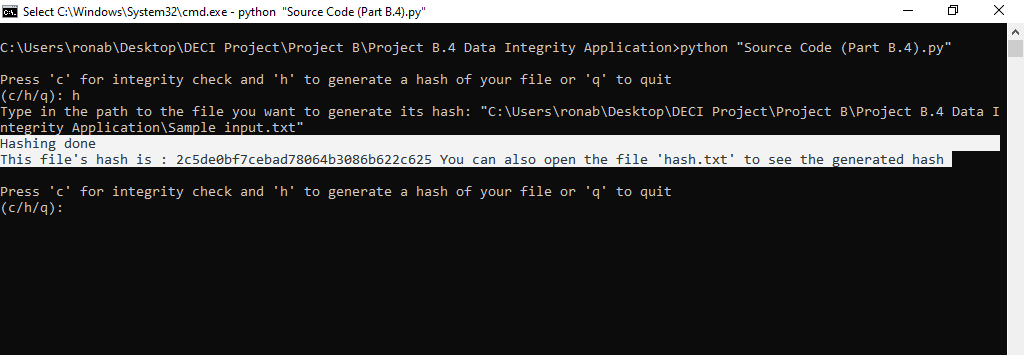 Select C:\Windows\System32\cmd.exe - python "Source Code (Part B.4).py"
C:\Users\ronab\Desktop\DECI Project\Project B\Project B.4 Data Integrity Application>python "Source Code (Part B.4).py"
Press 'c' for integrity check and 'h' to generate a hash of your file or 'q' to quit
(c/h/q): h
Type in the path to the file you want to generate its hash: "C:\Users\ronab\Desktop\DECI Project\Project B\Project B.4 Data I
ntegrity Application\Sample input.txt"
Hashing done
This file's hash is : 2c5de0bf7cebad78064b3086b622c625 You can also open the file 'hash.txt' to see the generated hash
Press 'c' for integrity check and 'h' to generate a hash of your file or 'q' to quit
(c/h/q):